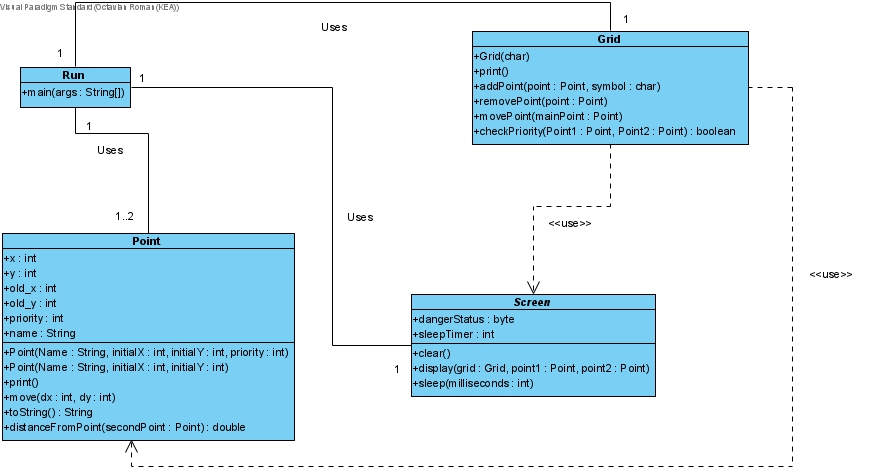 Visual Paradigm Standard (Octavian Roman(KEA))
Uses
1
1
Grid
+Grid(char)
+print()
+addPoint(point : Point, symbol : char)
+removePoint(point : Point)
+movePoint(mainPoint : Point)
+checkPriority(Point1 : Point, Point2 : Point) : boolean
Run
+main(args : String[])
1
1
Uses
1..2
Uses
<<use>>
<<use>>
Point
+x : int
+y : int
+old_x : int
+old_y : int
+priority : int
+name : String
+Point(Name : String, initialX : int, initialY : int, priority : int)
+Point(Name : String, initialX : int, initialY : int)
+print()
+move(dx : int, dy : int)
+toString() : String
+distanceFromPoint(secondPoint : Point) : double
Screen
+dangerStatus : byte
+sleepTimer : int
+clear()
+display(grid : Grid, point1 : Point, point2 : Point)
+sleep(milliseconds : int)
1